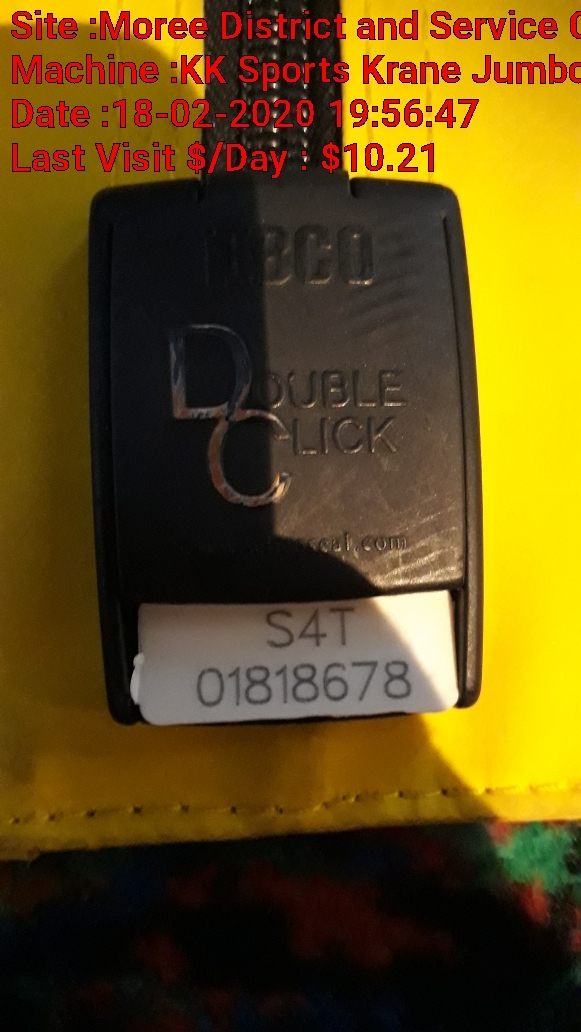 Site :Moree District and Service C
Machine :KK Sports Krane Jumbo
Date :18-02-2020 19:56:47
Last Visit $/Day : $10.21
DOUBLE
CLICK
S4T
01818678